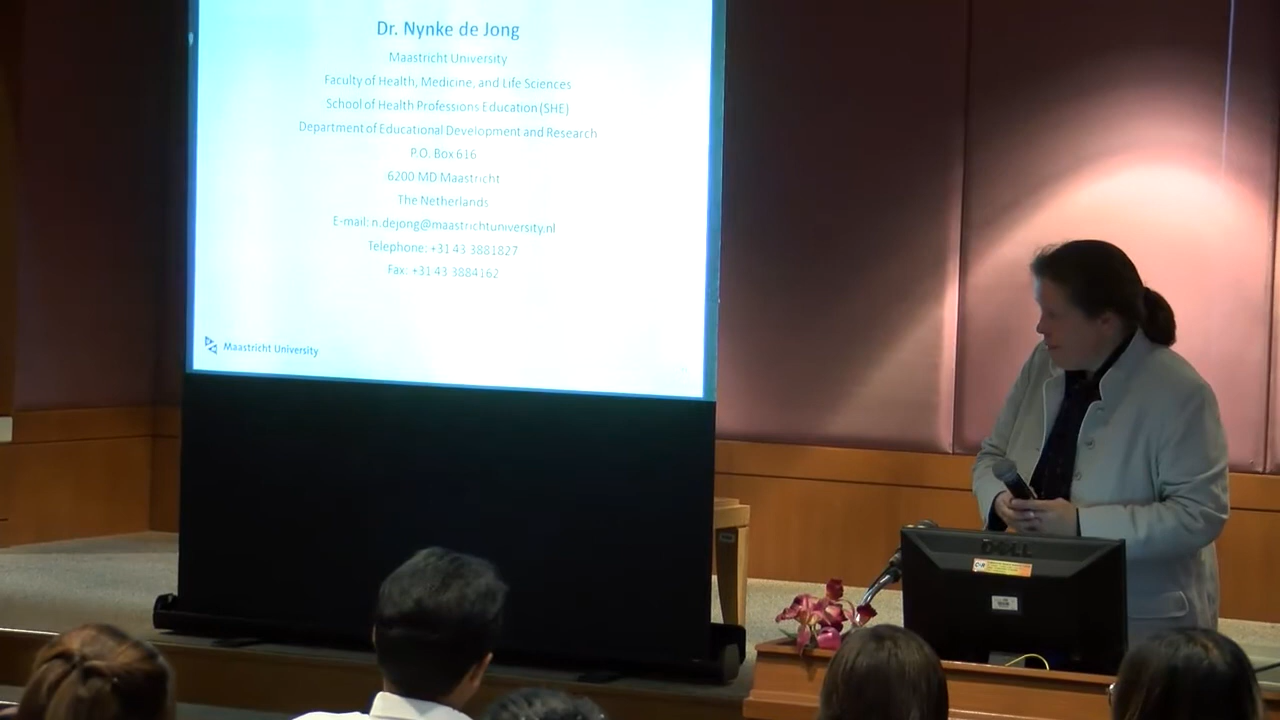 Dr. Nynke de Jong
Maastricht University
Faculty of Health, Medicine, and Life Sciences
School of Health Professions Education (SHE)
Department of Educational Development and Research
P.O. Box 616
6200 MD Maastricht
The Netherlands
E-mail: n.dejong@maastrichtuniversity.nl
Telephone: +31 43 3881827
Fax: +31 43 3884162
Maastricht University
DELL